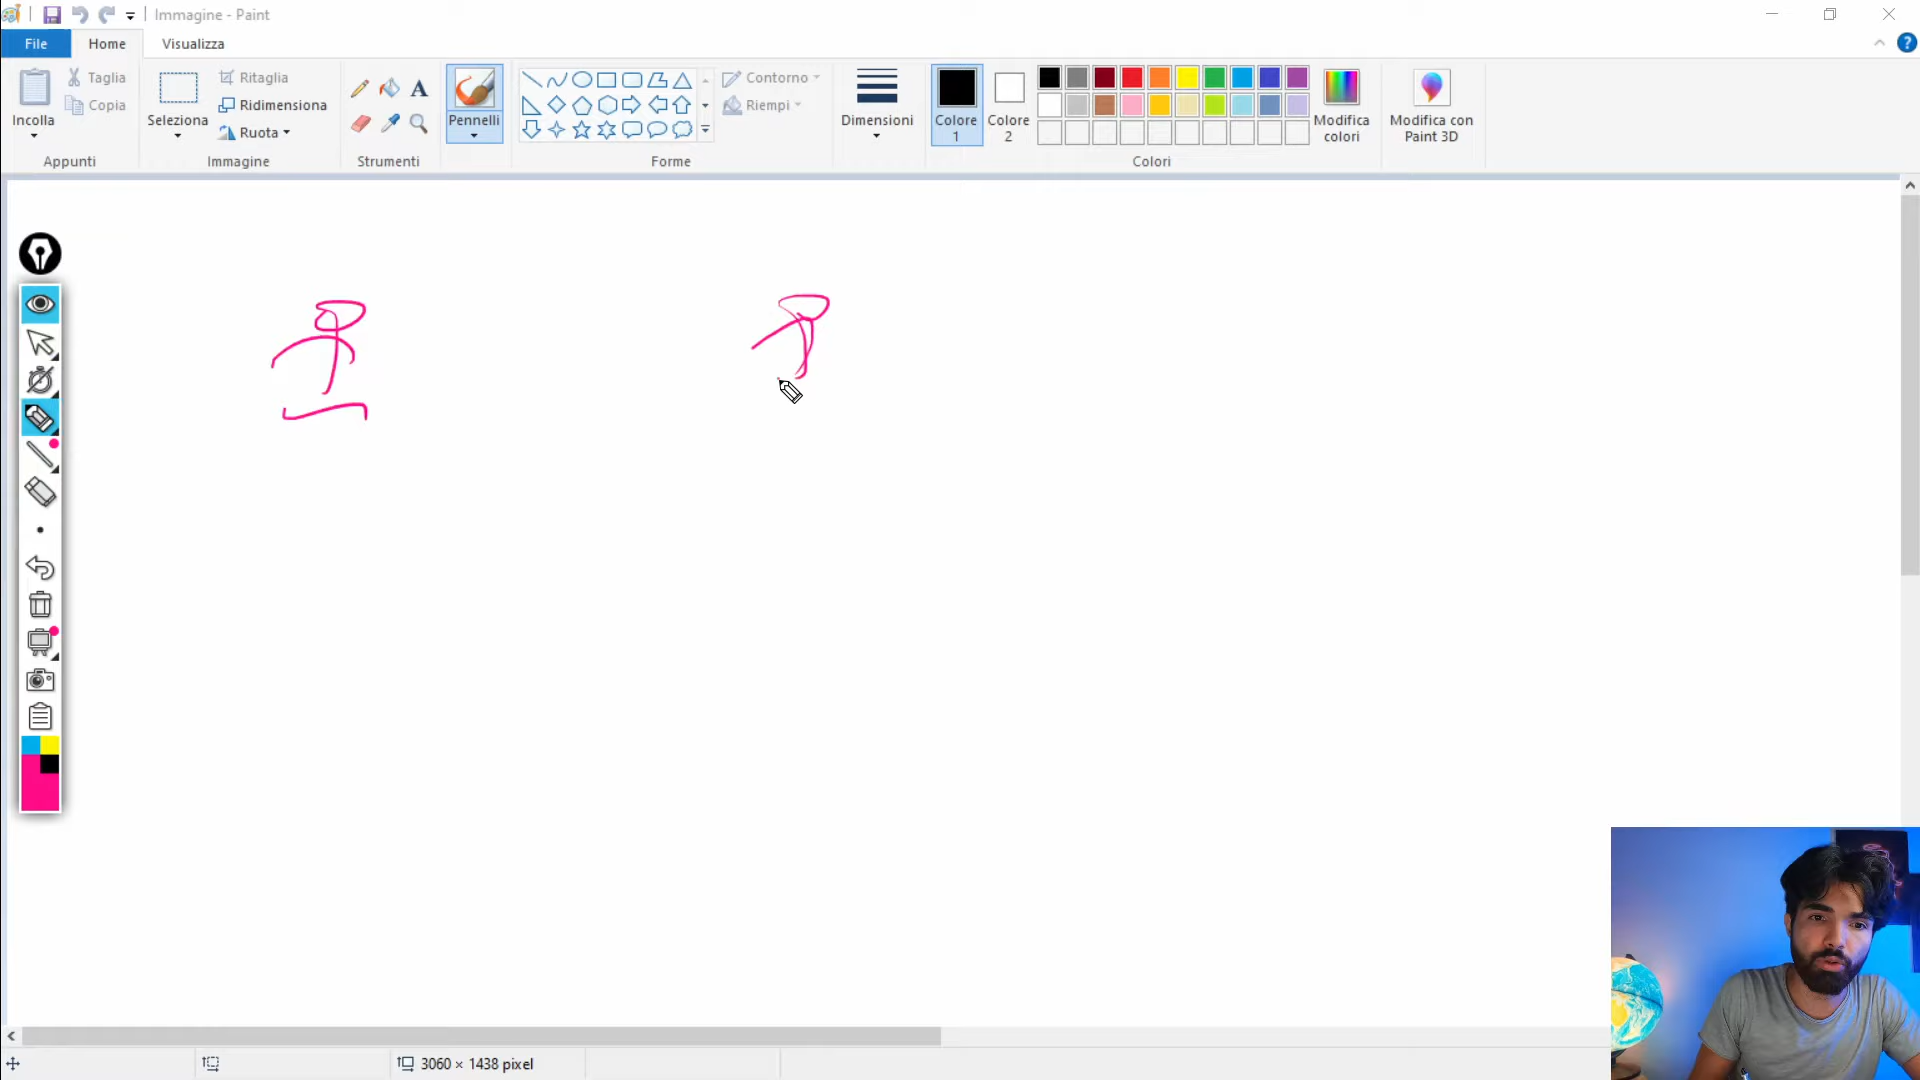 Immagine - Paint
File Home Visualizza
Incolla
Taglia
Copia
Appunti
Seleziona
Ritaglia
Ridimensiona
Ruota
Immagine
A
Strumenti
Pennelli
Forme
Contorno
Riempi
Dimensioni
Colore 1
Colore 2
Modifica colori
Colori
Modifica con Paint 3D
3060 × 1438 pixel